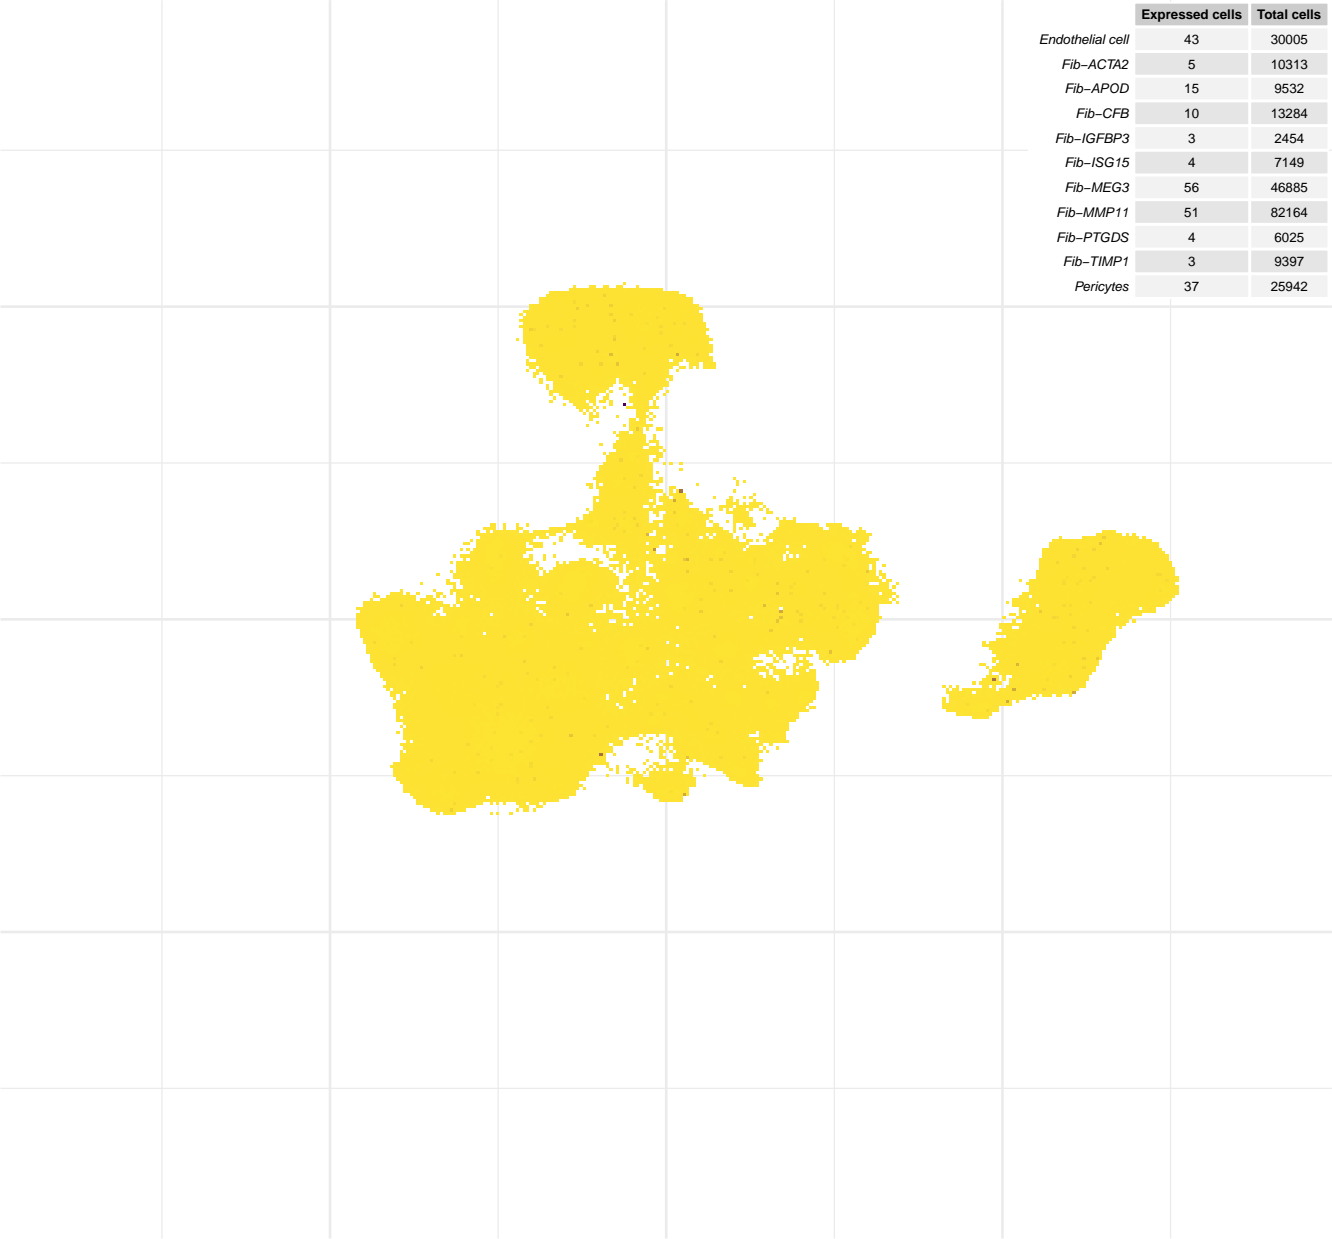 Expressed cells Total cells
Endothelial cell 43 30005
Fib−ACTA2 5 10313
Fib−APOD 15 9532
Fib−CFB 10 13284
Fib−IGFBP3 3 2454
Fib−ISG15 4 7149
Fib−MEG3 56 46885
Fib−MMP11 51 82164
Fib−PTGDS 4 6025
Fib−TIMP1 3 9397
Pericytes 37 25942